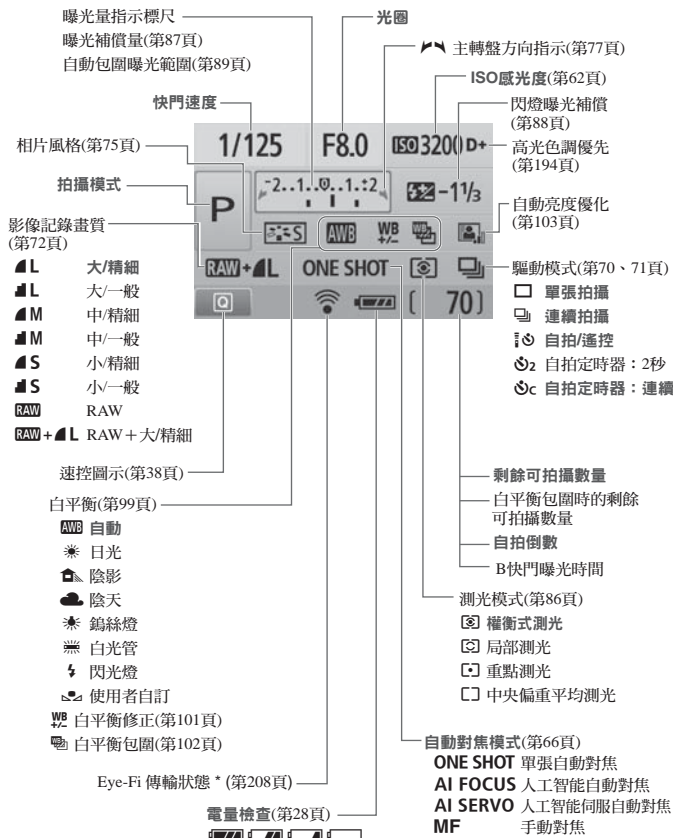 曝光量指示標尺
曝光補償量(第87頁)
自動包圍曝光範圍(第89頁)
光圈
主轉盤方向指示(第77頁)
ISO感光度(第62頁)
快門速度
閃燈曝光補償
(第88頁)
相片風格(第75頁)
高光色調優先
(第194頁)
拍攝模式
自動亮度優化
(第103頁)
1/125 F8.0 ISO 3200 D+
P -2..1..0..1.:2 -1 1/3
S AWB WB +/- WB
RAW+L ONE SHOT
Q [ 70]
影像記錄畫質
(第72頁)
L 大/精細
L 大/一般
M 中/精細
M 中/一般
S 小/精細
S 小/一般
RAW RAW
RAW+L RAW+大/精細
驅動模式(第70、71頁)
單張拍攝
連續拍攝
自拍/遙控
2 自拍定時器：2秒
C 自拍定時器：連續
速控圖示(第38頁)
白平衡(第99頁)
AWB 自動
日光
陰影
陰天
鎢絲燈
白光管
閃光燈
使用者自訂
WB +/- 白平衡修正(第101頁)
WB 白平衡包圍(第102頁)
Eye-Fi 傳輸狀態 * (第208頁)
電量檢查(第28頁)
剩餘可拍攝數量
白平衡包圍時的剩餘
可拍攝數量
自拍倒數
B快門曝光時間
測光模式(第86頁)
權衡式測光
局部測光
重點測光
中央偏重平均測光
自動對焦模式(第66頁)
ONE SHOT 單張自動對焦
AI FOCUS 人工智能自動對焦
AI SERVO 人工智能伺服自動對焦
MF 手動對焦